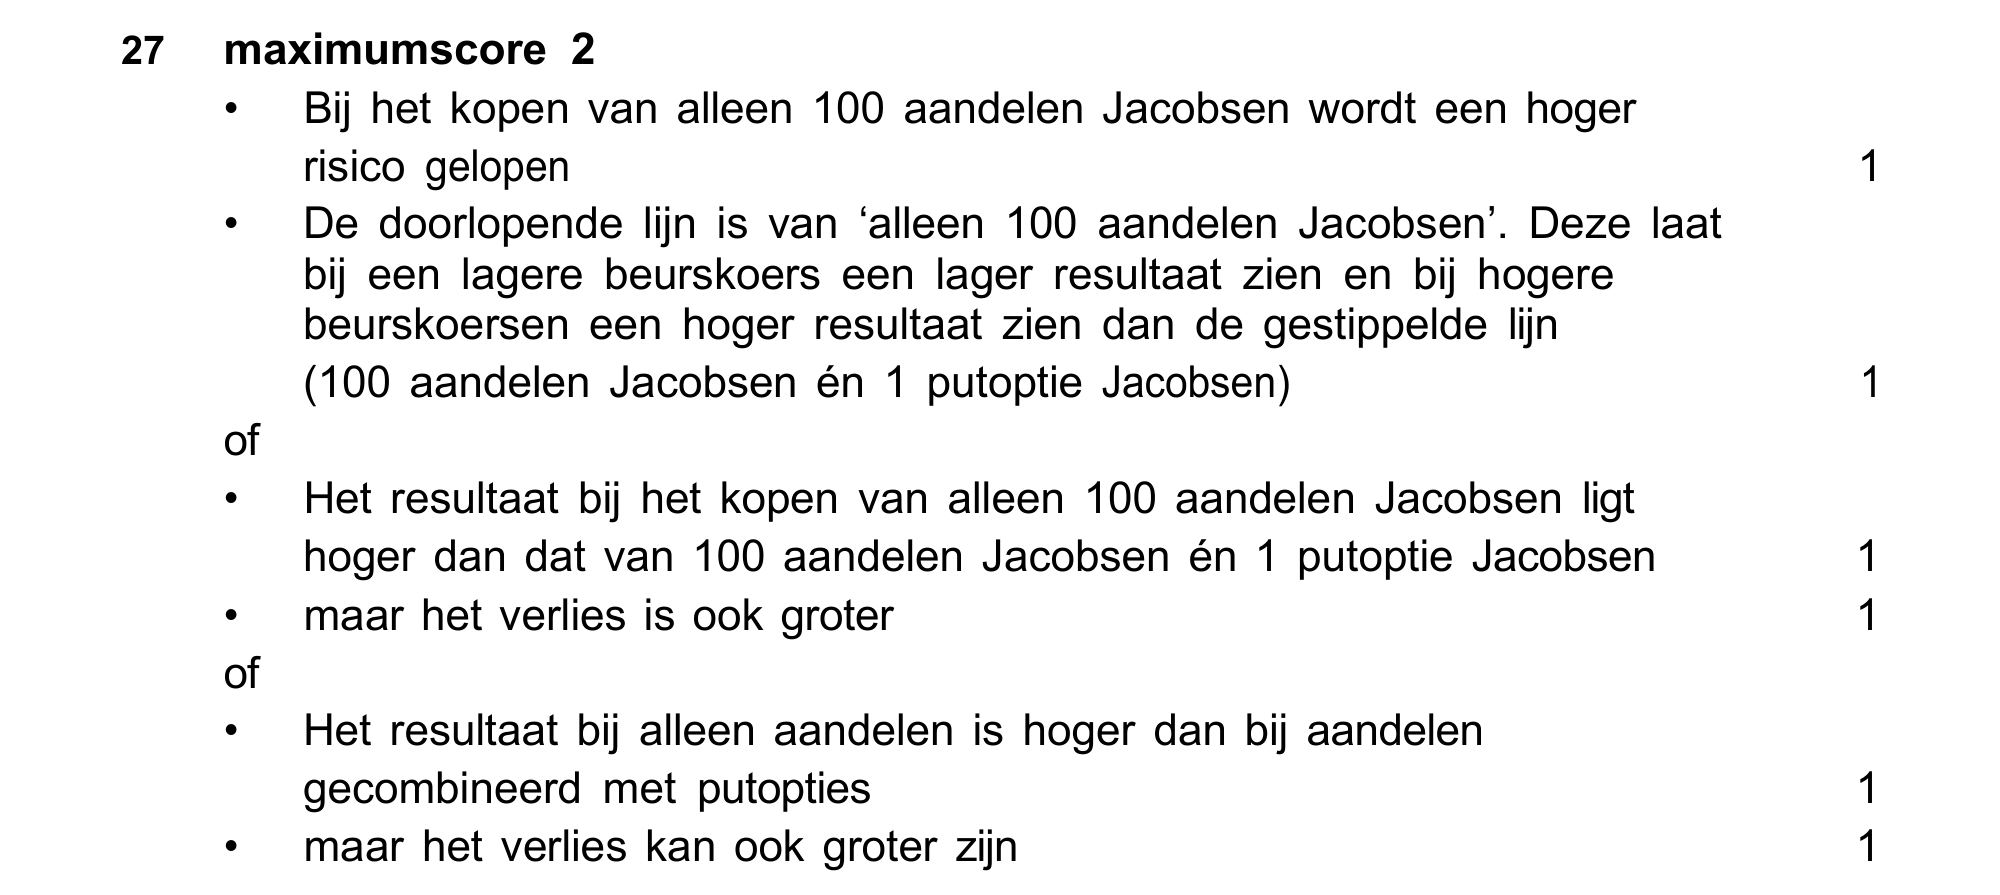 27 maximumscore 2
• Bij het kopen van alleen 100 aandelen Jacobsen wordt een hoger
risico gelopen 1
• De doorlopende lijn is van ‘alleen 100 aandelen Jacobsen’. Deze laat
bij een lagere beurskoers een lager resultaat zien en bij hogere
beurskoersen een hoger resultaat zien dan de gestippelde lijn
(100 aandelen Jacobsen én 1 putoptie Jacobsen) 1
of
• Het resultaat bij het kopen van alleen 100 aandelen Jacobsen ligt
hoger dan dat van 100 aandelen Jacobsen én 1 putoptie Jacobsen 1
• maar het verlies is ook groter 1
of
• Het resultaat bij alleen aandelen is hoger dan bij aandelen
gecombineerd met putopties 1
• maar het verlies kan ook groter zijn 1